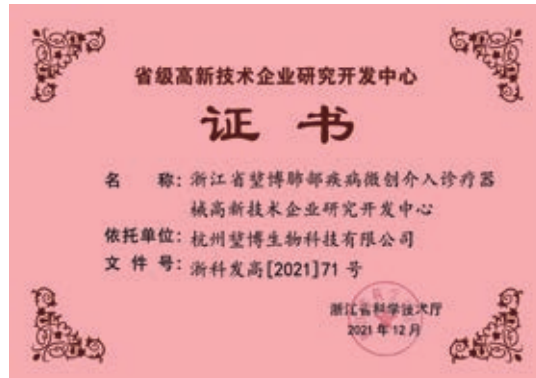 省级高新技术企业研究开发中心
证 书
名 称：浙江省堃博肺部疾病微创介入诊疗器
械高新技术企业研究开发中心
依托单位：杭州堃博生物科技有限公司
文 件 号：浙科发高[2021]71 号
浙江省科学技术厅
2021 年 12 月